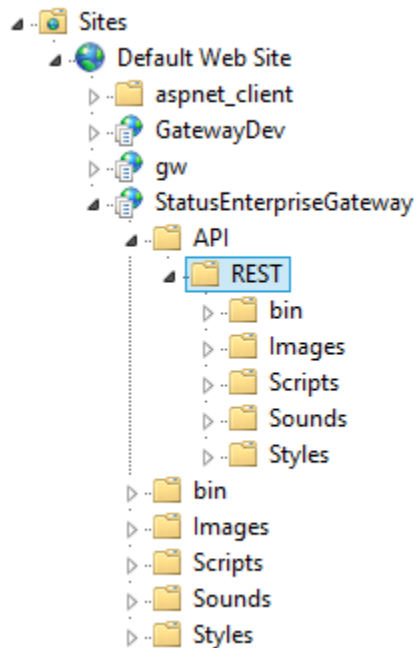 Sites
Default Web Site
aspnet_client
GatewayDev
gw
StatusEnterpriseGateway
API
REST
bin
Images
Scripts
Sounds
Styles
bin
Images
Scripts
Sounds
Styles